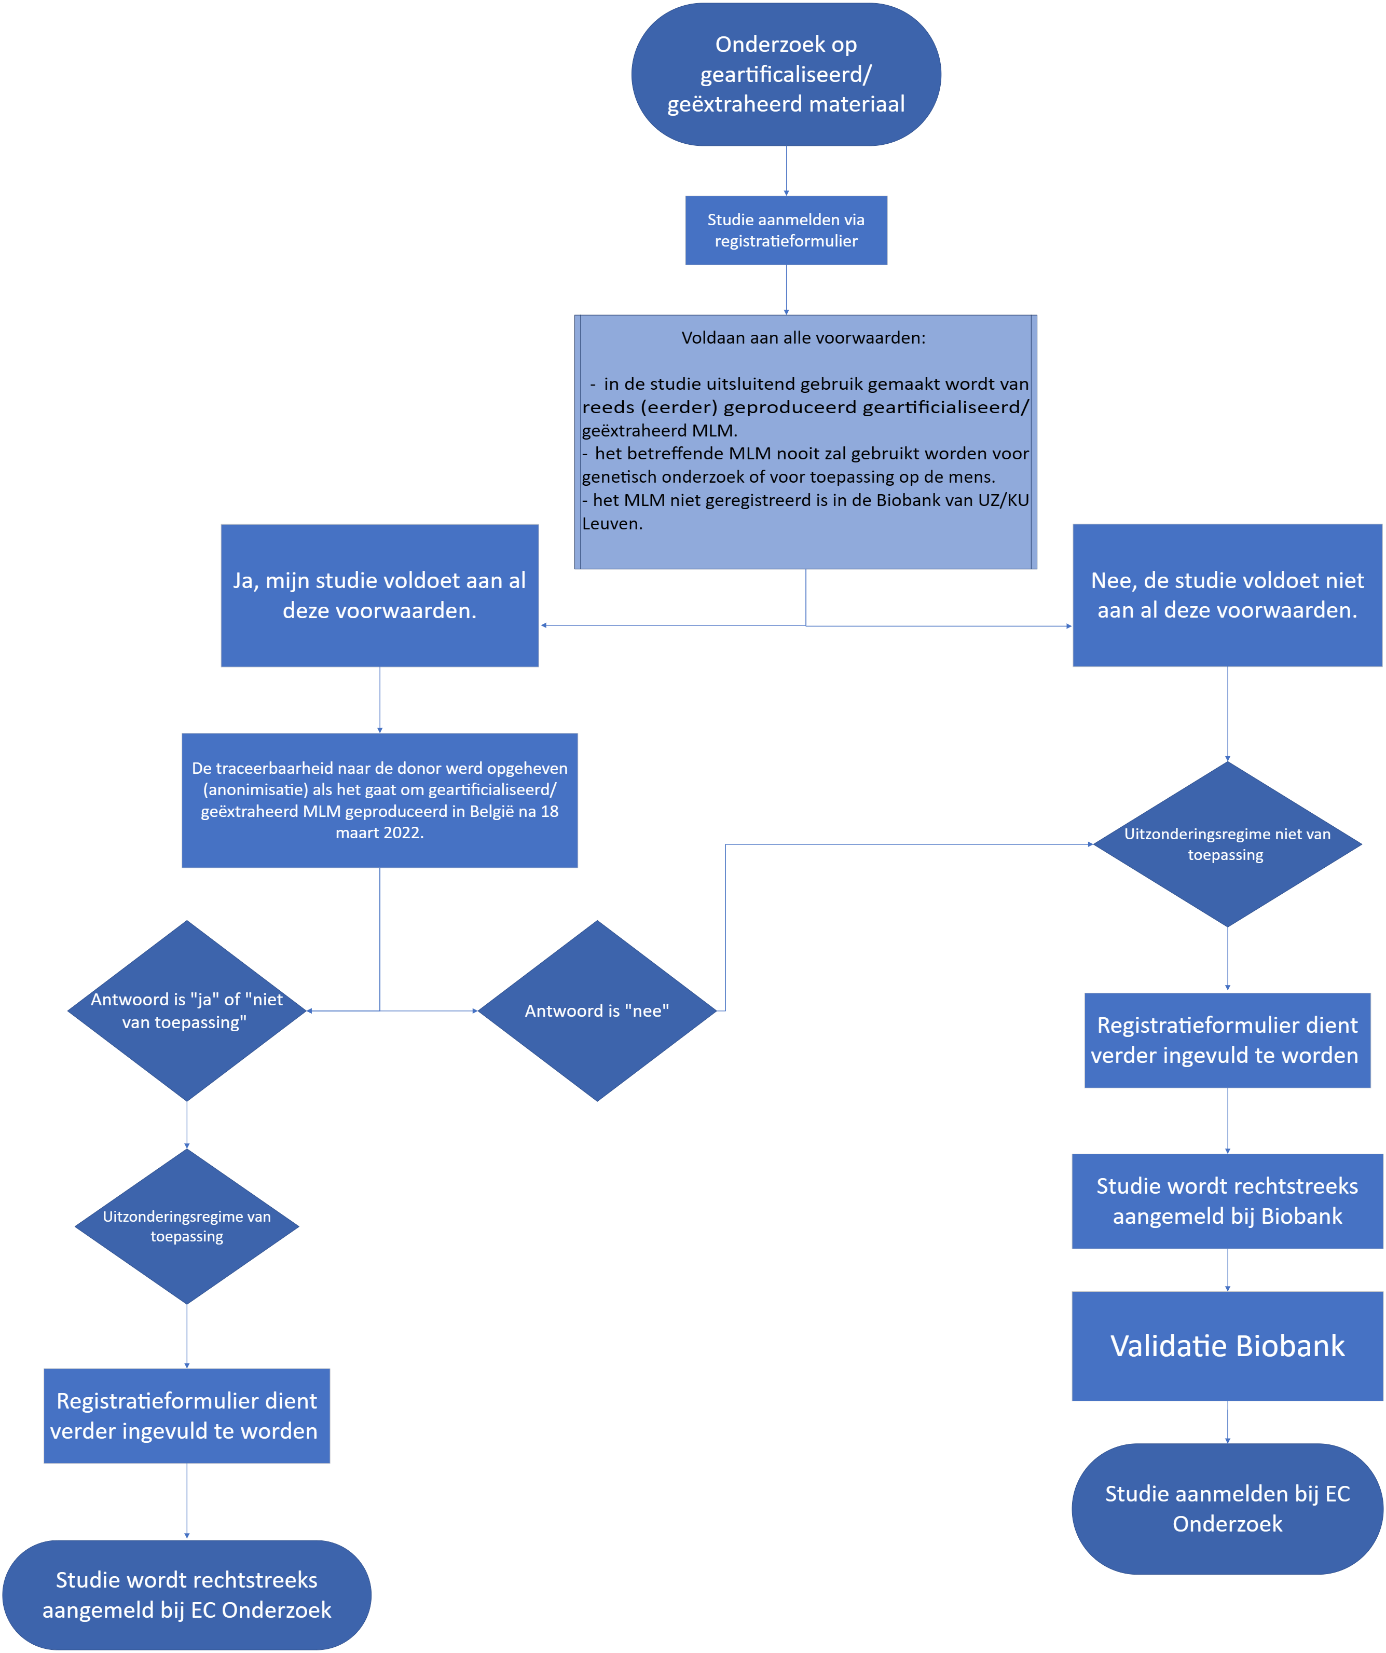 Onderzoek op
geartificaliseerd/
geëxtraheerd materiaal
Studie aanmelden via
registratieformulier
Voldaan aan alle voorwaarden:
- in de studie uitsluitend gebruik gemaakt wordt van
reeds (eerder) geproduceerd geartificialiseerd/
geëxtraheerd MLM.
- het betreffende MLM nooit zal gebruikt worden voor
genetisch onderzoek of voor toepassing op de mens.
- het MLM niet geregistreerd is in de Biobank van UZ/KU
Leuven.
Ja, mijn studie voldoet aan al
deze voorwaarden.
Nee, de studie voldoet niet
aan al deze voorwaarden.
De traceerbaarheid naar de donor werd opgeheven
(anonimisatie) als het gaat om geartificialiseerd/
geëxtraheerd MLM geproduceerd in België na 18
maart 2022.
Uitzonderingsregime niet van
toepassing
Antwoord is "ja" of "niet
van toepassing"
Antwoord is "nee"
Registratieformulier dient
verder ingevuld te worden
Studie wordt rechtstreeks
aangemeld bij Biobank
Uitzonderingsregime van
toepassing
Validatie Biobank
Registratieformulier dient
verder ingevuld te worden
Studie aanmelden bij EC
Onderzoek
Studie wordt rechtstreeks
aangemeld bij EC Onderzoek